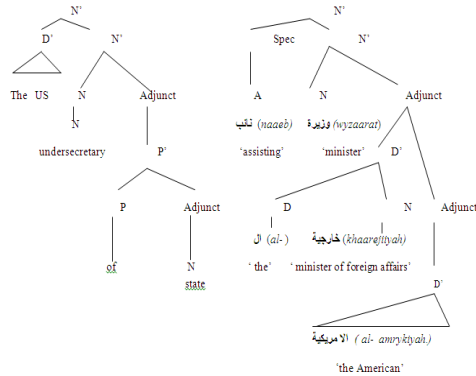 N' N'
D' N' Spec N'
The US N Adjunct A N Adjunct
N نائب (naaeb) وزيرة (wyzaarat)
undersecretary P' 'assisting' 'minister' D'
P Adjunct D N Adjunct
ال (al- ) خارجية (khaarejiiyah)
of N ' the' ' minister of foreign affairs'
state D'
الامريكية ( al- amrykiyah.)
'the American'